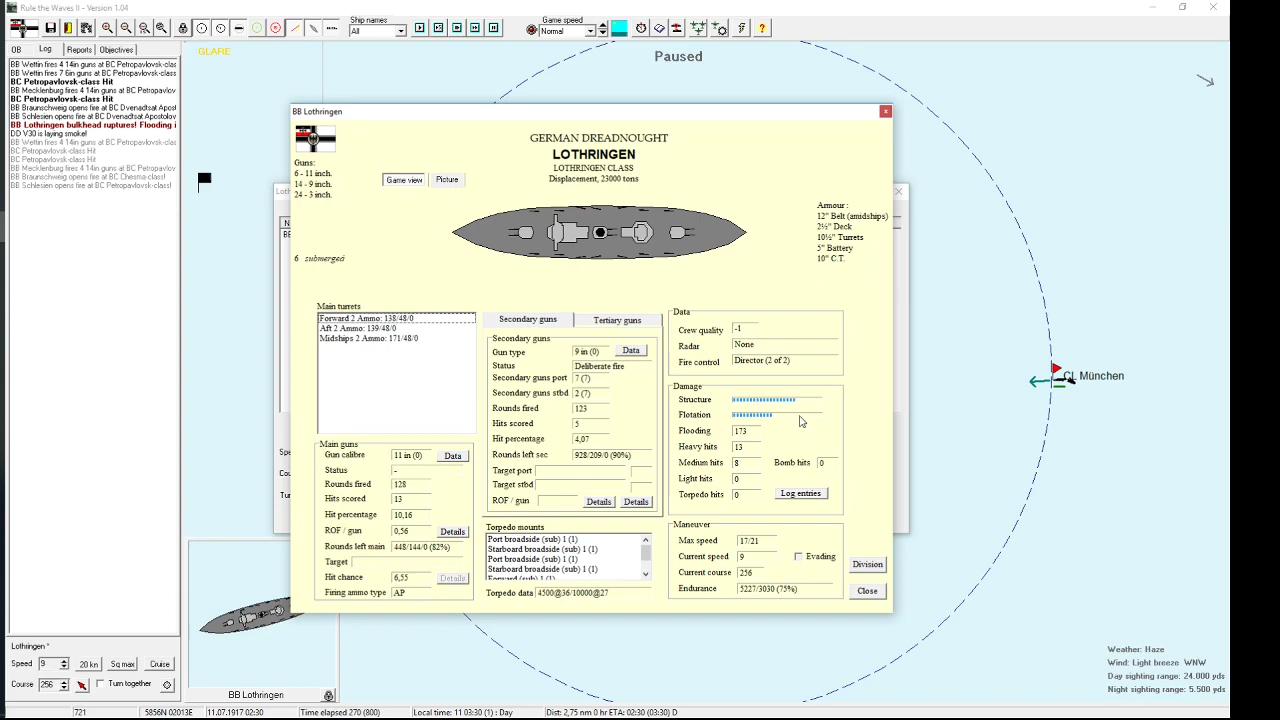 Rule the Waves II - Version 1.04
Ship names
All
Game speed
Normal
OB
Log
Reports
Objectives
GLARE
Paused
BB Wettin fires 4 14in guns at BC Petropavlovsk-clas
BB Wettin fires 7 6in guns at BC Petropavlovsk-class
BC Petropavlovsk-class Hit
BB Mecklenburg fires 4 14in guns at BC Petropavlo
BC Petropavlovsk-class Hit
BB Braunschweig opens fire at BC Dvenadtsat Apost
BB Schlesien opens fire at BC Dvenadtsat Apostolov
BB Lothringen bulkhead ruptures! Flooding i
DD V30 is laying smoke!
BB Wettin fires 4 14in guns at BC Petropavlovsk-clas
BC Petropavlovsk-class Hit
BC Petropavlovsk-class Hit
BB Mecklenburg fires 4 14in guns at BC Petropavlov
BB Braunschweig opens fire at BC Chesma-class!
BB Schlesien opens fire at BC Petropavlovsk-class!
BB Lothringen
GERMAN DREADNOUGHT
LOTHRINGEN
LOTHRINGEN CLASS
Displacement, 23000 tons
Guns:
6 - 11 inch.
14 - 9 inch.
24 - 3 inch.
Game view
Picture
Armour :
12" Belt (amidships)
2½" Deck
10½" Turrets
5" Battery
10" C.T.
6 submerged
Main turrets
Forward 2 Ammo: 138/48/0
Aft 2 Ammo: 139/48/0
Midships 2 Ammo: 171/48/0
Main guns
Gun calibre 11 in (0) Data
Status -
Rounds fired 128
Hits scored 13
Hit percentage 10,16
ROF / gun 0,56 Details
Rounds left main 448/144/0 (82%)
Target
Hit chance 6,55 Details
Firing ammo type AP
Secondary guns
Tertiary guns
Secondary guns
Gun type 9 in (0) Data
Status Deliberate fire
Secondary guns port 7 (7)
Secondary guns stbd 2 (7)
Rounds fired 123
Hits scored 5
Hit percentage 4,07
Rounds left sec 928/209/0 (90%)
Target port
Target stbd
ROF / gun Details Details
Torpedo mounts
Port broadside (sub) 1 (1)
Starboard broadside (sub) 1 (1)
Port broadside (sub) 1 (1)
Starboard broadside (sub) 1 (1)
Forward (sub) 1 (1)
Torpedo data 4500@36/10000@27
Data
Crew quality -1
Radar None
Fire control Director (2 of 2)
Damage
Structure
Flotation
Flooding 173
Heavy hits 13
Medium hits 8 Bomb hits 0
Light hits 0
Torpedo hits 0 Log entries
Maneuver
Max speed 17/21
Current speed 9 Evading
Current course 256
Endurance 5227/3030 (75%)
Division
Close
CL München
Lothringen *
Speed 9 20 kn Sq max Cruise
Course 256 Turn together
BB Lothringen
Weather: Haze
Wind: Light breeze WNW
Day sighting range: 24.000 yds
Night sighting range: 5.500 yds
721
5856N 02013E
11.07.1917 02:30
Time elapsed 270 (800)
Local time: 11 03:30 (1) : Day
Dist: 2,75 nm 0 hr ETA: 02:30 (03:30) D